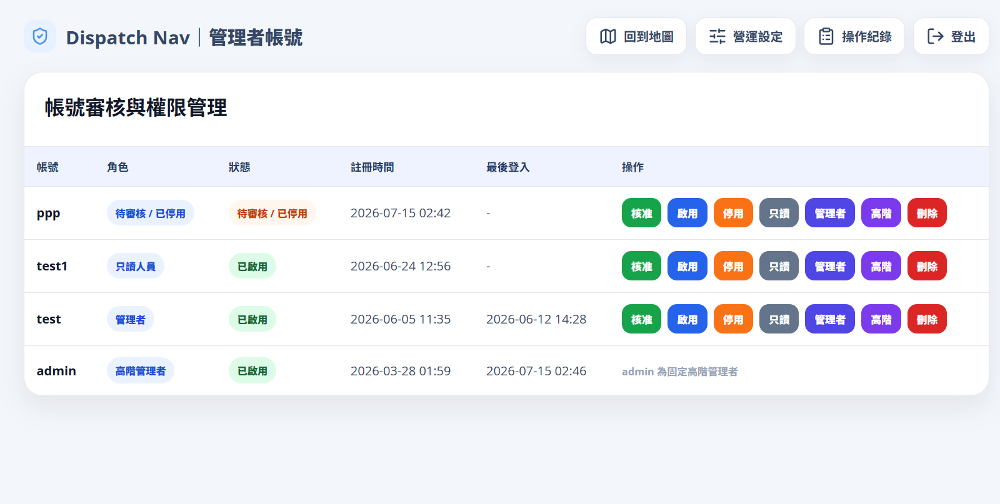 Dispatch Nav｜管理者帳號 回到地圖 營運設定 操作紀錄 登出
帳號審核與權限管理
帳號 角色 狀態 註冊時間 最後登入 操作
ppp 待審核 / 已停用 待審核 / 已停用 2026-07-15 02:42 - 核准 啟用 停用 只讀 管理者 高階 刪除
test1 只讀人員 已啟用 2026-06-24 12:56 - 核准 啟用 停用 只讀 管理者 高階 刪除
test 管理者 已啟用 2026-06-05 11:35 2026-06-12 14:28 核准 啟用 停用 只讀 管理者 高階 刪除
admin 高階管理者 已啟用 2026-03-28 01:59 2026-07-15 02:46 admin 為固定高階管理者